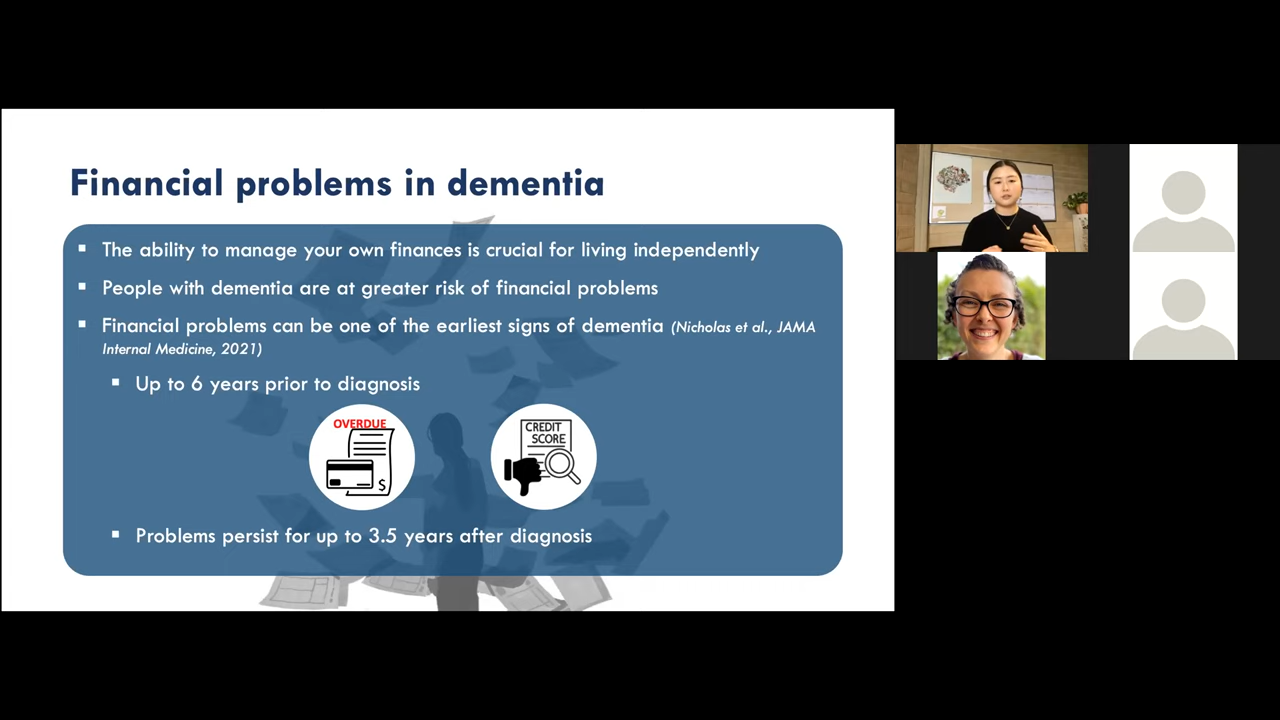 Financial problems in dementia
▪ The ability to manage your own finances is crucial for living independently
▪ People with dementia are at greater risk of financial problems
▪ Financial problems can be one of the earliest signs of dementia (Nicholas et al., JAMA
Internal Medicine, 2021)
▪ Up to 6 years prior to diagnosis
OVERDUE
$
CREDIT
SCORE
▪ Problems persist for up to 3.5 years after diagnosis